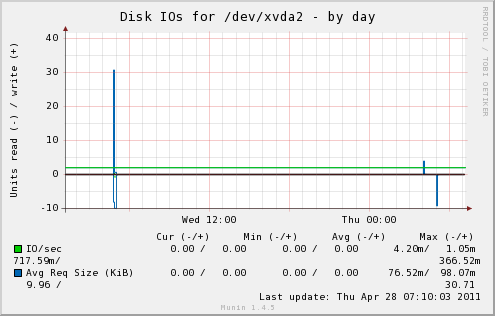 Disk IOs for /dev/xvda2 - by day
RRDTOOL / TOBI OETIKER
Units read (-) / write (+)
40
30
20
10
0
-10
Wed 12:00 Thu 00:00
Cur (-/+) Min (-/+) Avg (-/+) Max (-/+)
IO/sec 0.00 / 0.00 0.00 / 0.00 4.20m/ 1.05m
717.59m/ 366.52m
Avg Req Size (KiB) 0.00 / 0.00 0.00 / 0.00 76.52m/ 98.07m
9.96 / 30.71
Last update: Thu Apr 28 07:10:03 2011
Munin 1.4.5